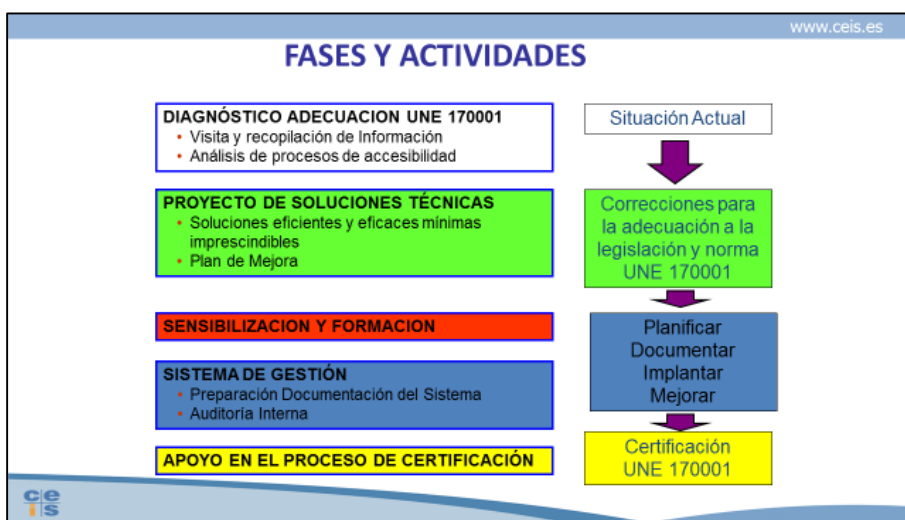 www.ceis.es
FASES Y ACTIVIDADES
DIAGNÓSTICO ADECUACION UNE 170001
• Visita y recopilación de Información
• Análisis de procesos de accesibilidad
Situación Actual
PROYECTO DE SOLUCIONES TÉCNICAS
• Soluciones eficientes y eficaces mínimas
imprescindibles
• Plan de Mejora
Correcciones para
la adecuación a la
legislación y norma
UNE 170001
SENSIBILIZACION Y FORMACION
SISTEMA DE GESTIÓN
• Preparación Documentación del Sistema
• Auditoría Interna
Planificar
Documentar
Implantar
Mejorar
APOYO EN EL PROCESO DE CERTIFICACIÓN
Certificación
UNE 170001
ce
is